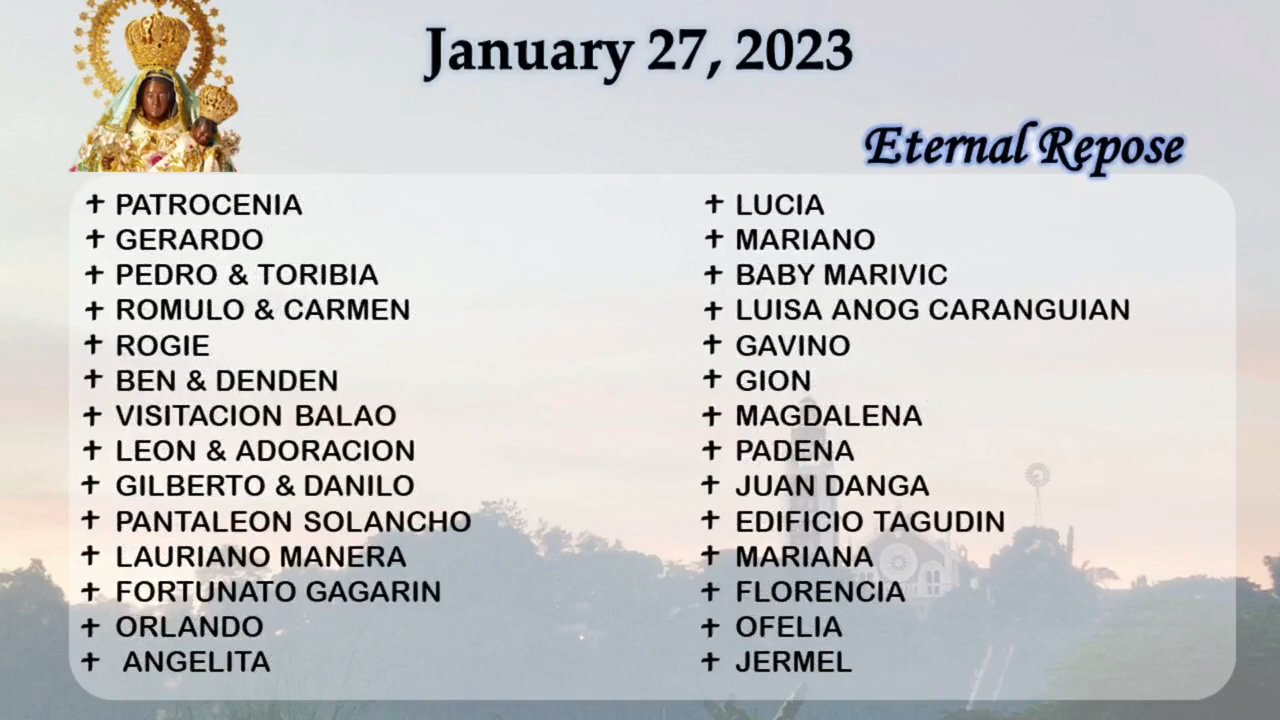 January 27, 2023
Eternal Repose
✝ PATROCENIA
✝ GERARDO
✝ PEDRO & TORIBIA
✝ ROMULO & CARMEN
✝ ROGIE
✝ BEN & DENDEN
✝ VISITACION BALAO
✝ LEON & ADORACION
✝ GILBERTO & DANILO
✝ PANTALEON SOLANCHO
✝ LAURIANO MANERA
✝ FORTUNATO GAGARIN
✝ ORLANDO
✝ ANGELITA
✝ LUCIA
✝ MARIANO
✝ BABY MARIVIC
✝ LUISA ANOG CARANGUIAN
✝ GAVINO
✝ GION
✝ MAGDALENA
✝ PADENA
✝ JUAN DANGA
✝ EDIFICIO TAGUDIN
✝ MARIANA
✝ FLORENCIA
✝ OFELIA
✝ JERMEL